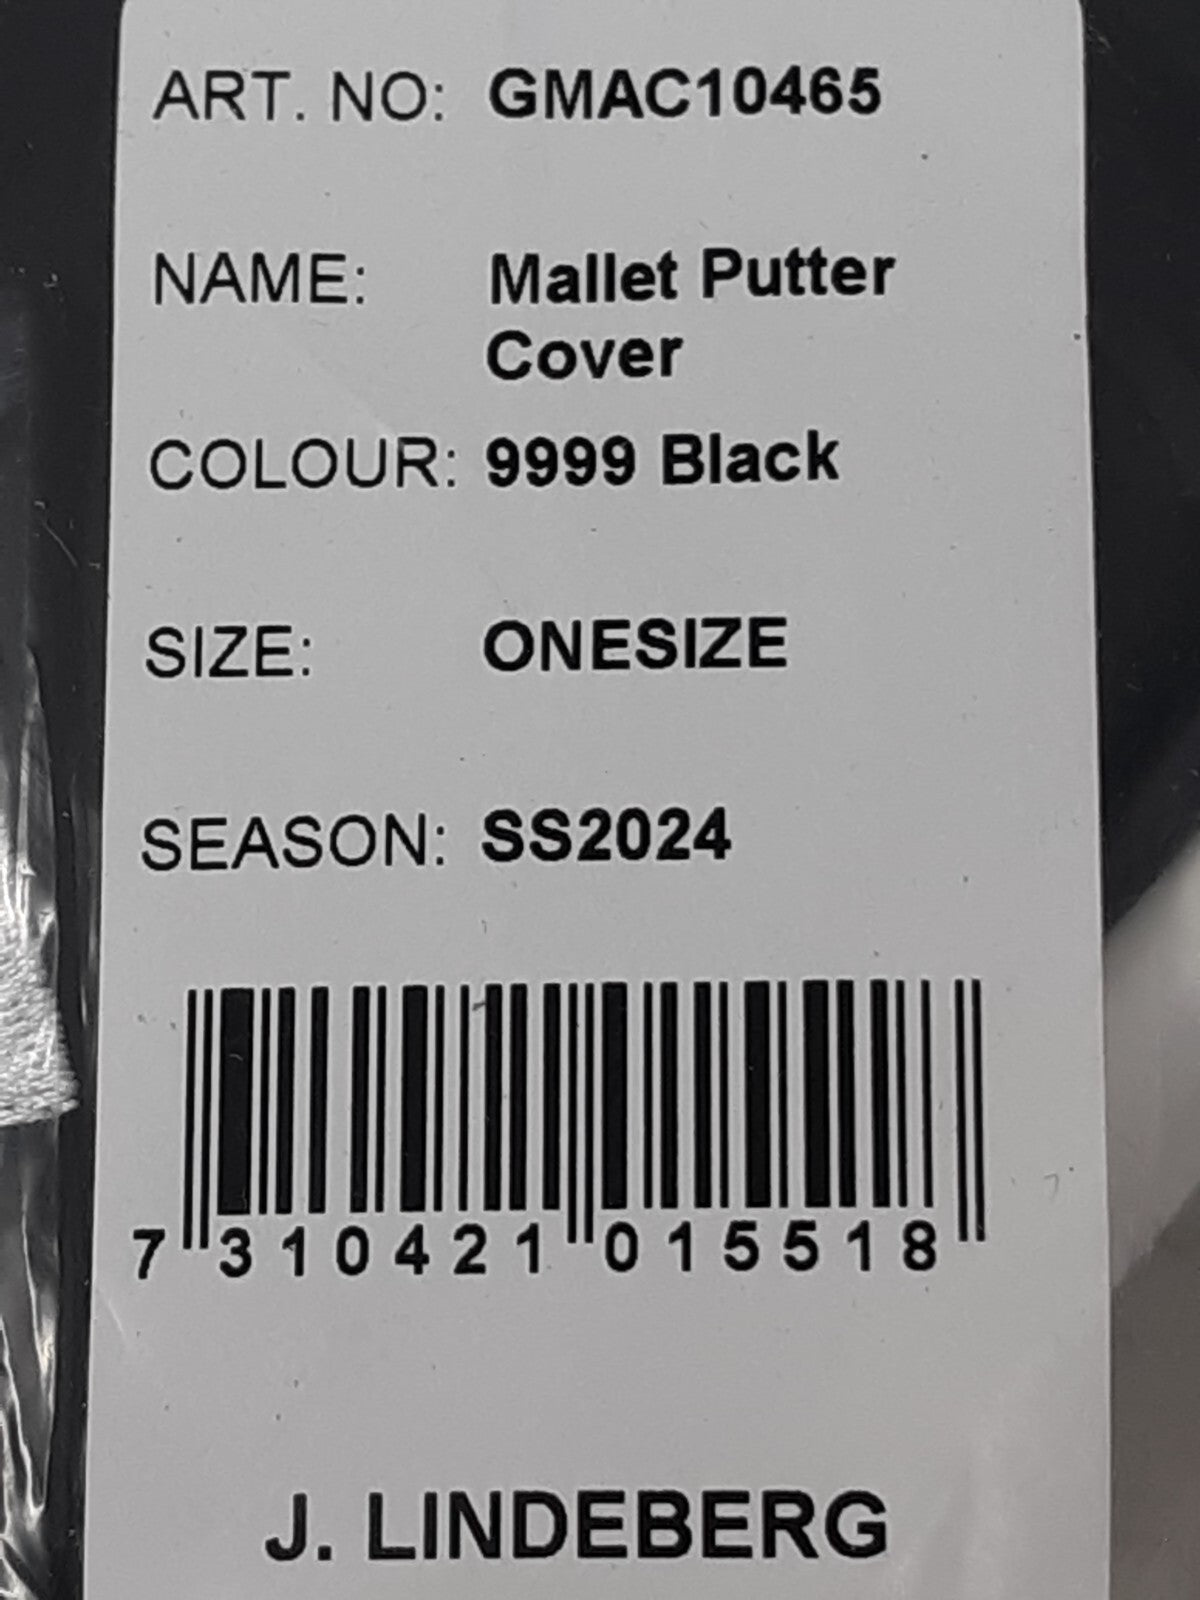 ART. NO: GMAC10465
NAME: Mallet Putter
Cover
COLOUR: 9999 Black
SIZE: ONESIZE
SEASON: SS2024
7 310421 015518
J. LINDEBERG